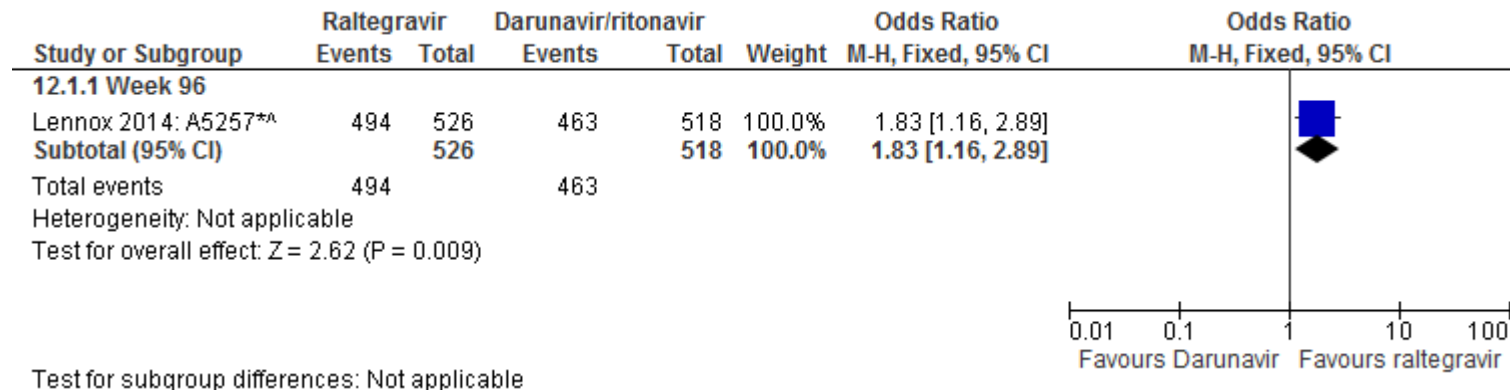 Raltegravir Darunavir/ritonavir Odds Ratio Odds Ratio
Study or Subgroup Events Total Events Total Weight M-H, Fixed, 95% CI M-H, Fixed, 95% CI
12.1.1 Week 96
Lennox 2014: A5257*^ 494 526 463 518 100.0% 1.83 [1.16, 2.89]
Subtotal (95% CI) 526 518 100.0% 1.83 [1.16, 2.89]
Total events 494 463
Heterogeneity: Not applicable
Test for overall effect: Z = 2.62 (P = 0.009)
0.01 0.1 1 10 100
Favours Darunavir Favours raltegravir
Test for subgroup differences: Not applicable